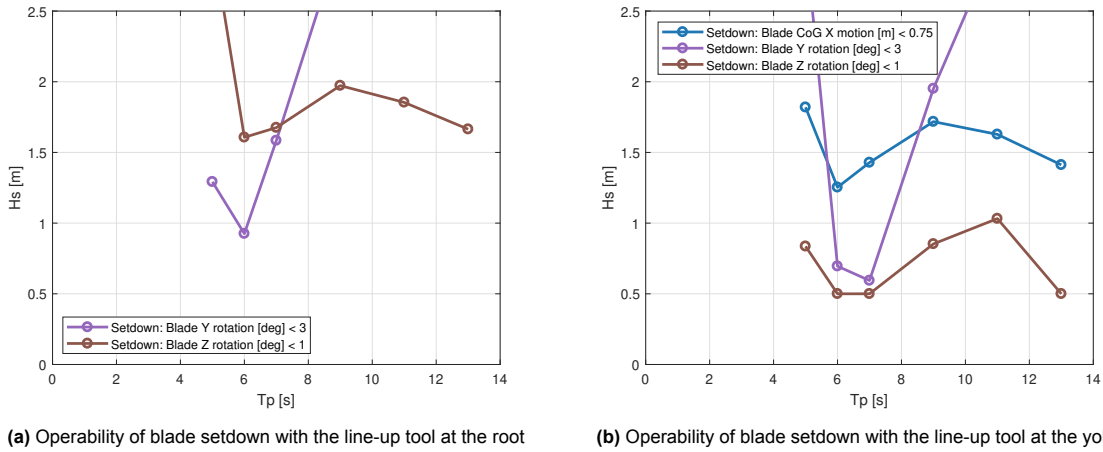 2.5
2
1.5
1
0.5
0
Hs [m]
Setdown: Blade Y rotation [deg] < 3
Setdown: Blade Z rotation [deg] < 1
0 2 4 6 8 10 12 14
Tp [s]
(a) Operability of blade setdown with the line-up tool at the root
2.5
2
1.5
1
0.5
0
Hs [m]
Setdown: Blade CoG X motion [m] < 0.75
Setdown: Blade Y rotation [deg] < 3
Setdown: Blade Z rotation [deg] < 1
0 2 4 6 8 10 12 14
Tp [s]
(b) Operability of blade setdown with the line-up tool at the yo